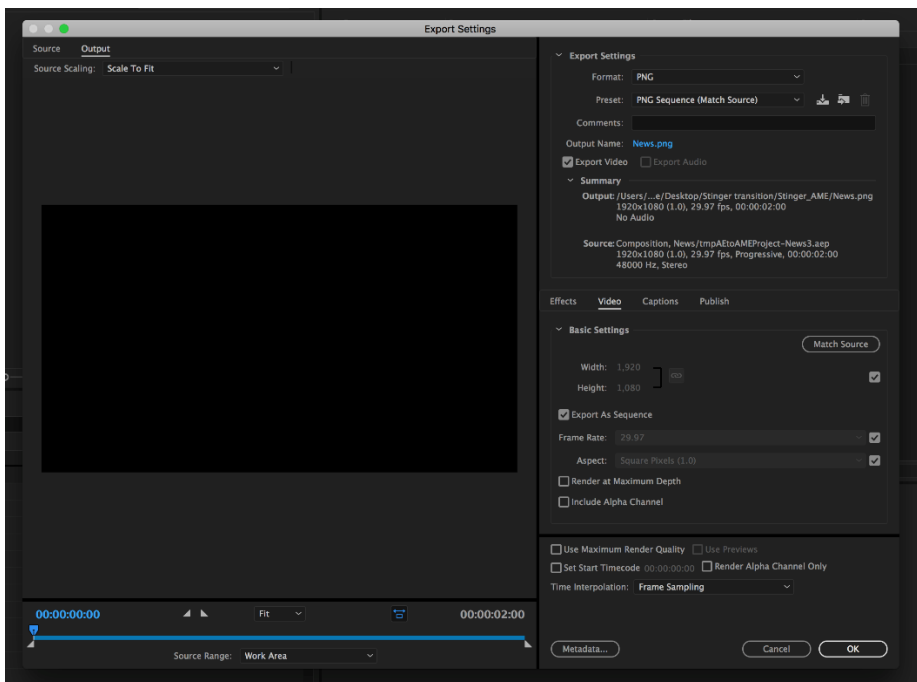 Export Settings
Source Output
Source Scaling: Scale To Fit
00:00:00:00 Fit 00:00:02:00
Source Range: Work Area
Export Settings
Format: PNG
Preset: PNG Sequence (Match Source)
Comments:
Output Name: News.png
Export Video Export Audio
Summary
Output: /Users/...e/Desktop/Stinger transition/Stinger_AME/News.png
1920x1080 (1.0), 29.97 fps, 00:00:02:00
No Audio
Source: Composition, News/tmpAEtoAMEProject-News3.aep
1920x1080 (1.0), 29.97 fps, Progressive, 00:00:02:00
48000 Hz, Stereo
Effects Video Captions Publish
Basic Settings
Match Source
Width: 1,920
Height: 1,080
Export As Sequence
Frame Rate: 29.97
Aspect: Square Pixels (1.0)
Render at Maximum Depth
Include Alpha Channel
Use Maximum Render Quality Use Previews
Set Start Timecode 00:00:00:00 Render Alpha Channel Only
Time Interpolation: Frame Sampling
Metadata... Cancel OK